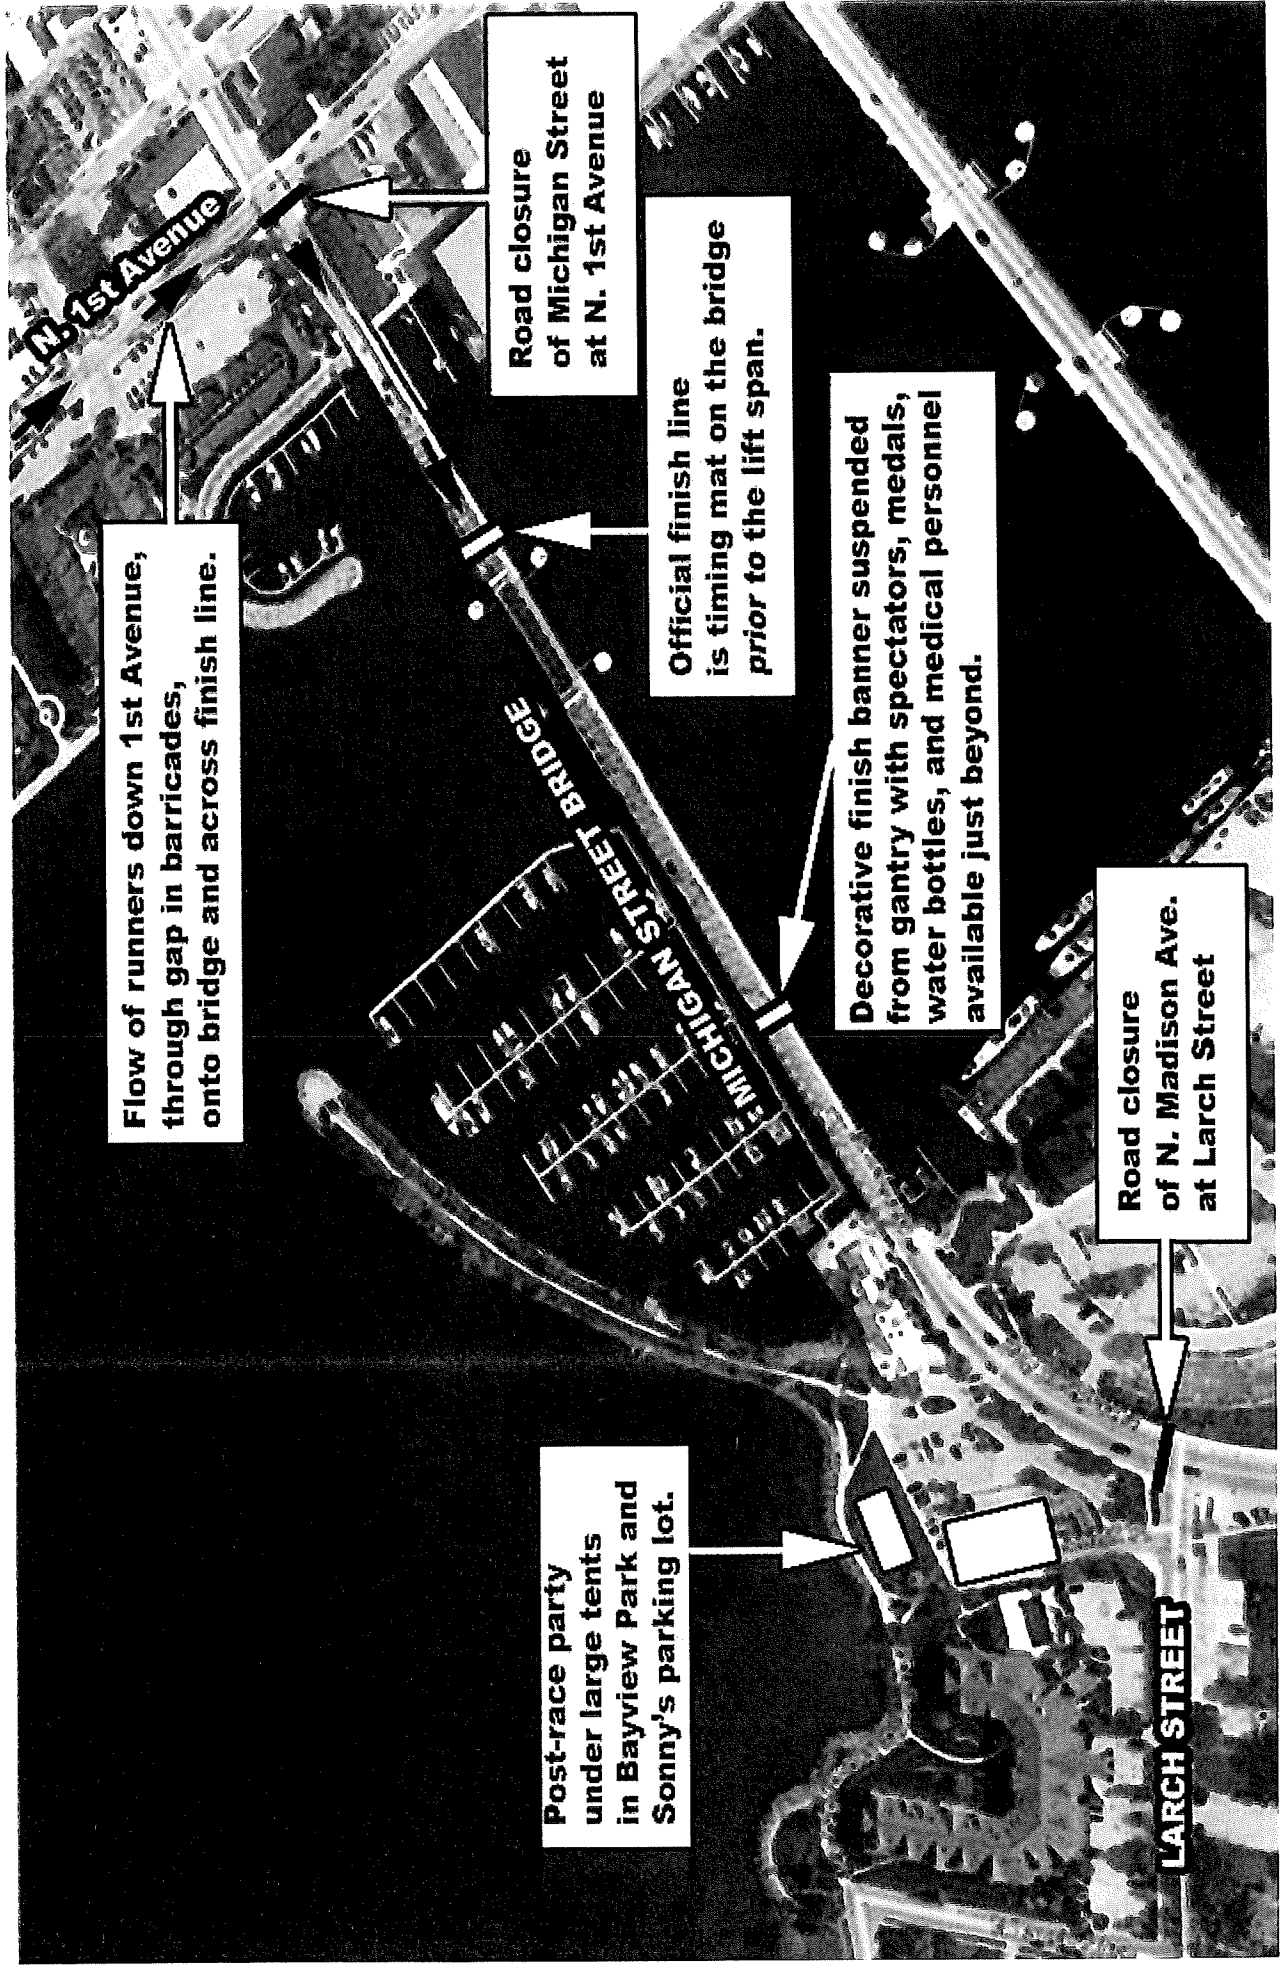 N. 1st Avenue
Flow of runners down 1st Avenue,
through gap in barricades,
onto bridge and across finish line.
Road closure
of Michigan Street
at N. 1st Avenue
MICHIGAN STREET BRIDGE
Post-race party
under large tents
in Bayview Park and
Sonny's parking lot.
Official finish line
is timing mat on the bridge
prior to the lift span.
Decorative finish banner suspended
from gantry with spectators, medals,
water bottles, and medical personnel
available just beyond.
Road closure
of N. Madison Ave.
at Larch Street
LARCH STREET